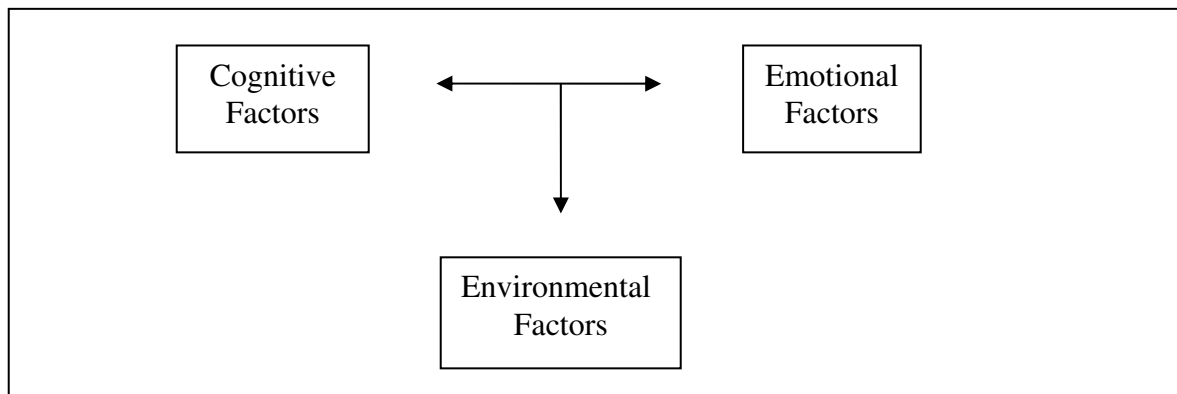 Cognitive
Factors
Emotional
Factors
Environmental
Factors